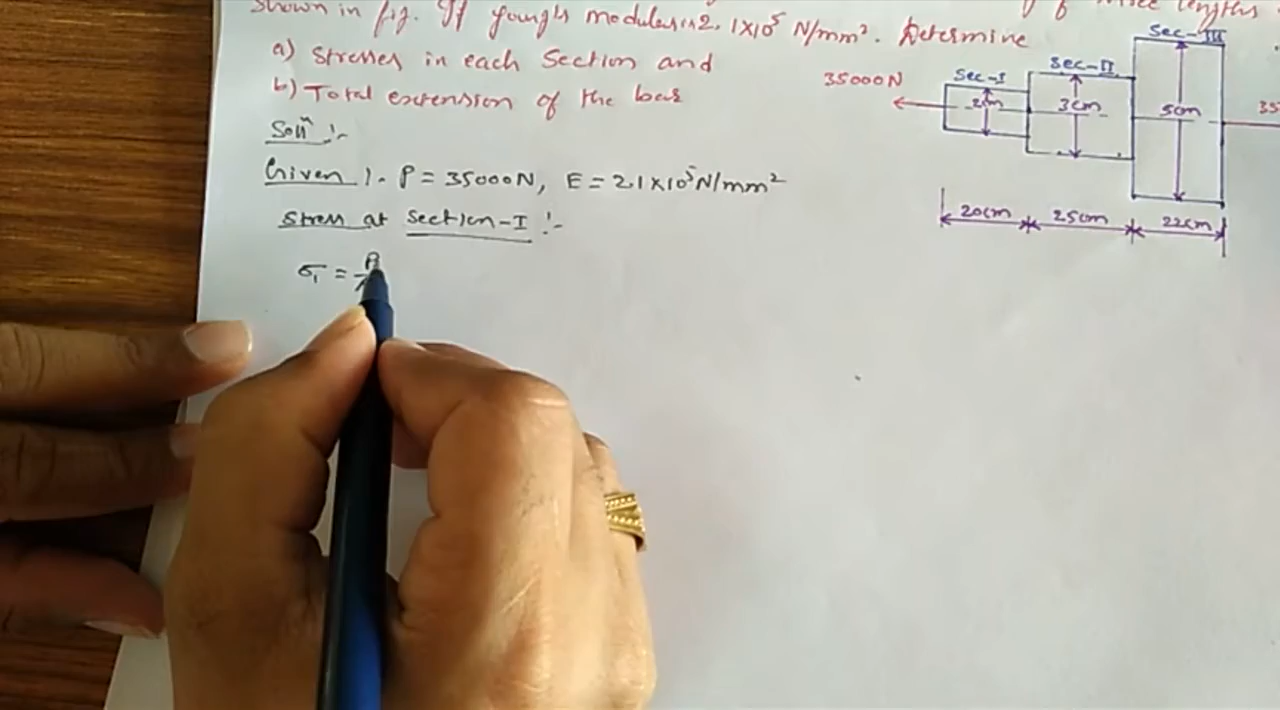 shown in fig. If Young's modulus is 2.1×10⁵ N/mm². Determine
a) Stresses in each Section and
b) Total extension of the bar
Solⁿ :-
Given :- P = 35000N, E = 2.1×10⁵ N/mm²
Stress at Section-I :-
σ₁ = P
35000N
Sec-I
Sec-II
Sec-III
2cm
3cm
5cm
35
20cm
25cm
22cm